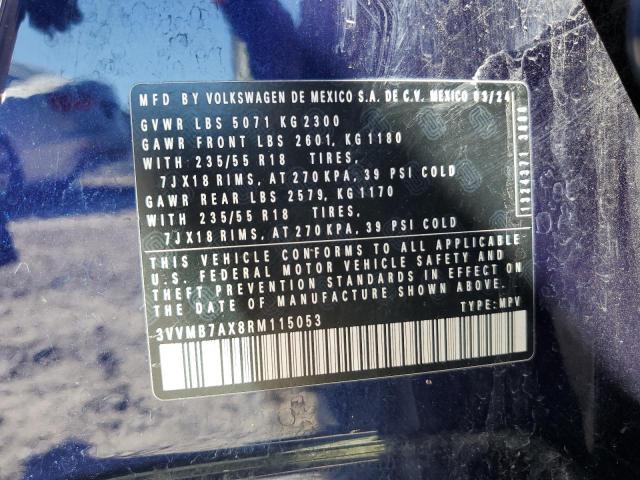 MFD BY VOLKSWAGEN DE MEXICO S.A. DE C.V. MEXICO 03/24
GVWR LBS 5071 KG 2300
GAWR FRONT LBS 2601, KG 1180
WITH 235/55 R18 TIRES,
7JX18 RIMS, AT 270 KPA, 39 PSI COLD
GAWR REAR LBS 2579, KG 1170
WITH 235/55 R18 TIRES,
7JX18 RIMS, AT 270 KPA, 39 PSI COLD
THIS VEHICLE CONFORMS TO ALL APPLICABLE
U.S. FEDERAL MOTOR VEHICLE SAFETY AND
THEFT PREVENTION STANDARDS IN EFFECT ON
THE DATE OF MANUFACTURE SHOWN ABOVE.
3VVMB7AX8RM115053 TYPE: MPV